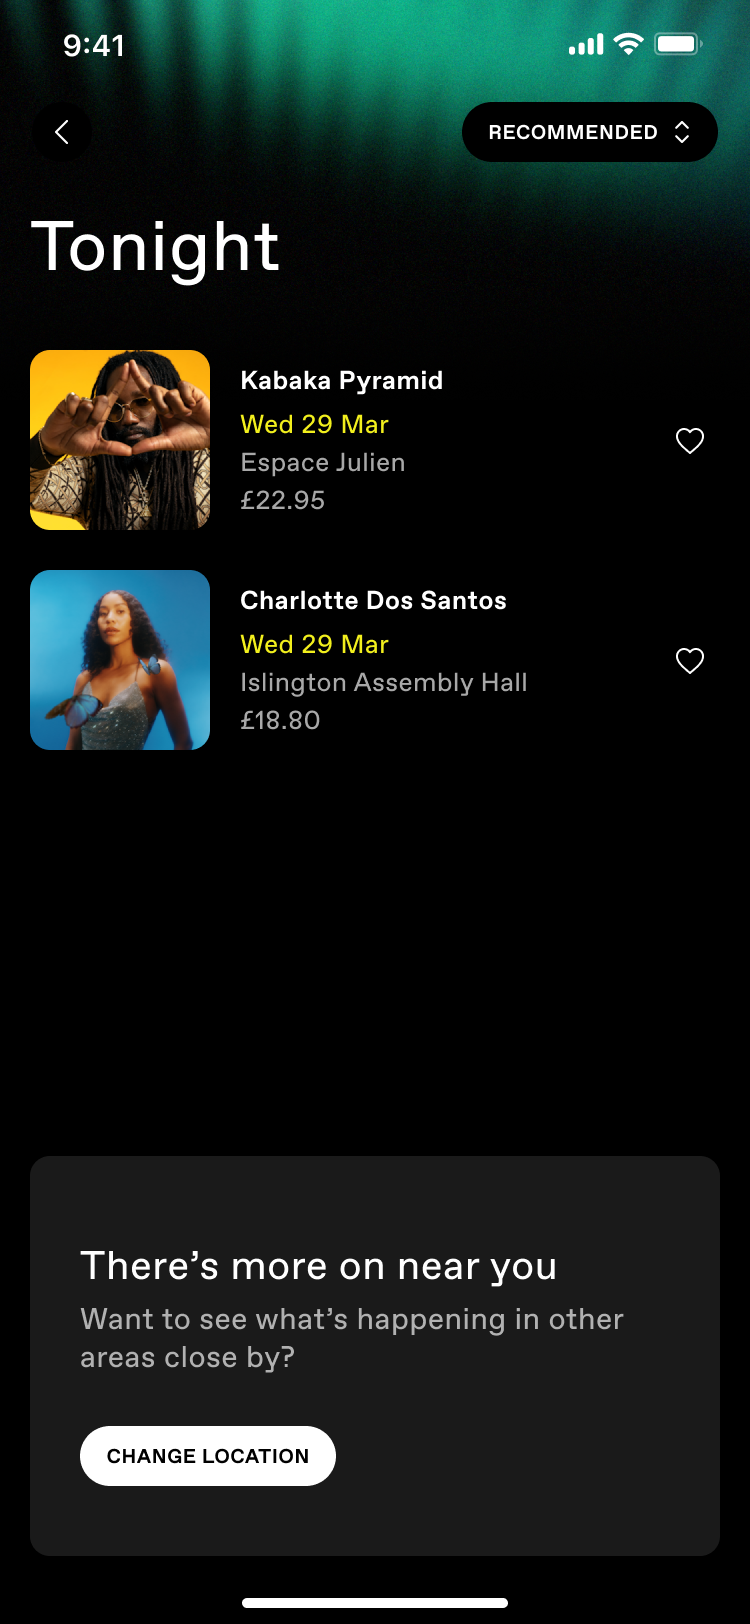 9:41
RECOMMENDED
Tonight
Kabaka Pyramid
Wed 29 Mar
Espace Julien
£22.95
Charlotte Dos Santos
Wed 29 Mar
Islington Assembly Hall
£18.80
There’s more on near you
Want to see what’s happening in other
areas close by?
CHANGE LOCATION